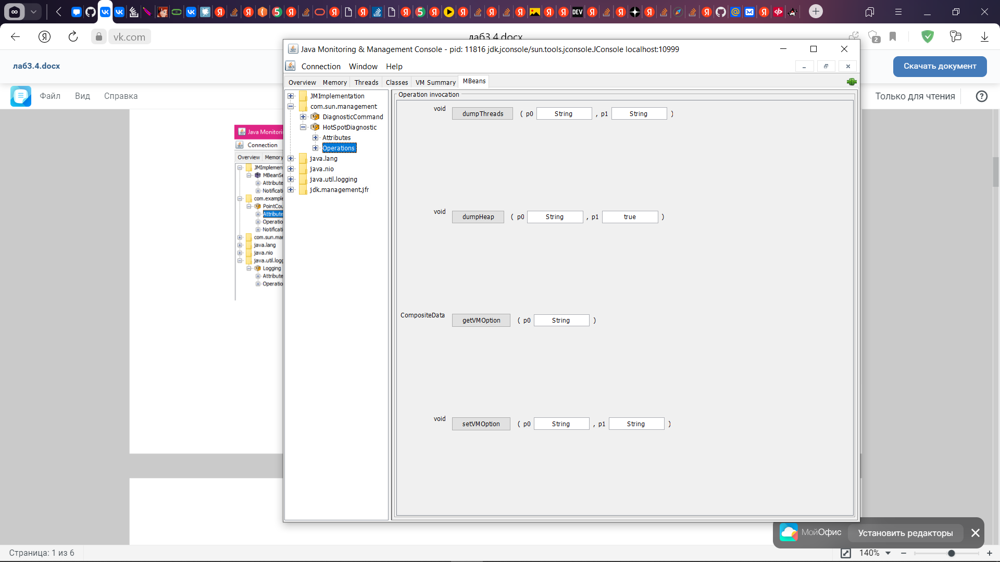 vk.com
лаб3.4.docx
2
лаб3.4.docx
Скачать документ
Файл
Вид
Справка
Только для чтения
Java Monitori
Connection
Overview
Memory
JMImplemen
MBeanSe
Attribute
Notificati
com.example
PointCou
Attribute
Operatio
Notificati
com.sun.mar
java.lang
java.nio
java.util.logg
Logging
Attribute
Operatio
Java Monitoring & Management Console - pid: 11816 jdk.jconsole/sun.tools.jconsole.JConsole localhost:10999
Connection
Window
Help
Overview
Memory
Threads
Classes
VM Summary
MBeans
JMImplementation
com.sun.management
DiagnosticCommand
HotSpotDiagnostic
Attributes
Operations
java.lang
java.nio
java.util.logging
jdk.management.jfr
Operation invocation
void dumpThreads ( p0 String , p1 String )
void dumpHeap ( p0 String , p1 true )
CompositeData getVMOption ( p0 String )
void setVMOption ( p0 String , p1 String )
МойОфис
Установить редакторы
Страница: 1 из 6
140%